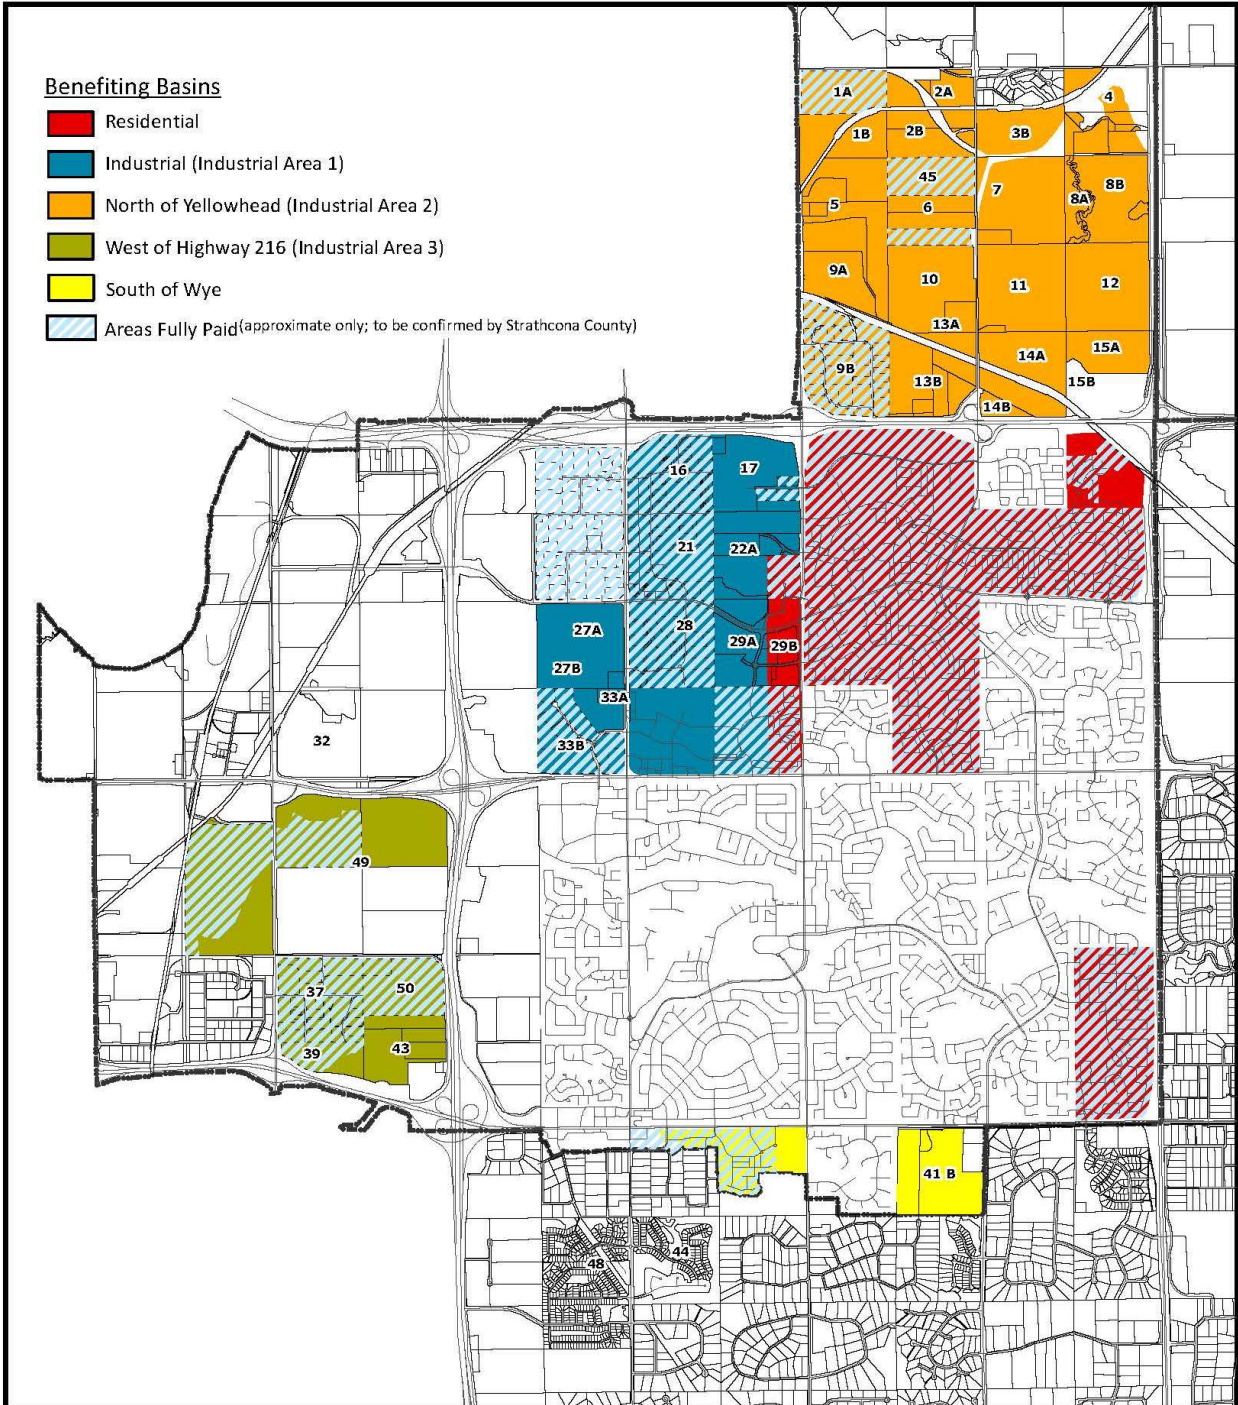 Benefiting Basins
Residential
Industrial (Industrial Area 1)
North of Yellowhead (Industrial Area 2)
West of Highway 216 (Industrial Area 3)
South of Wye
Areas Fully Paid(approximate only; to be confirmed by Strathcona County)
1A
2A
4
1B
2B
3B
45
7
8A
8B
5
6
9A
10
11
12
13A
14A
15A
9B
13B
14B
15B
16
17
21
22A
27A
28
29A
29B
27B
33A
32
33B
49
37
50
39
43
41 B
44
48